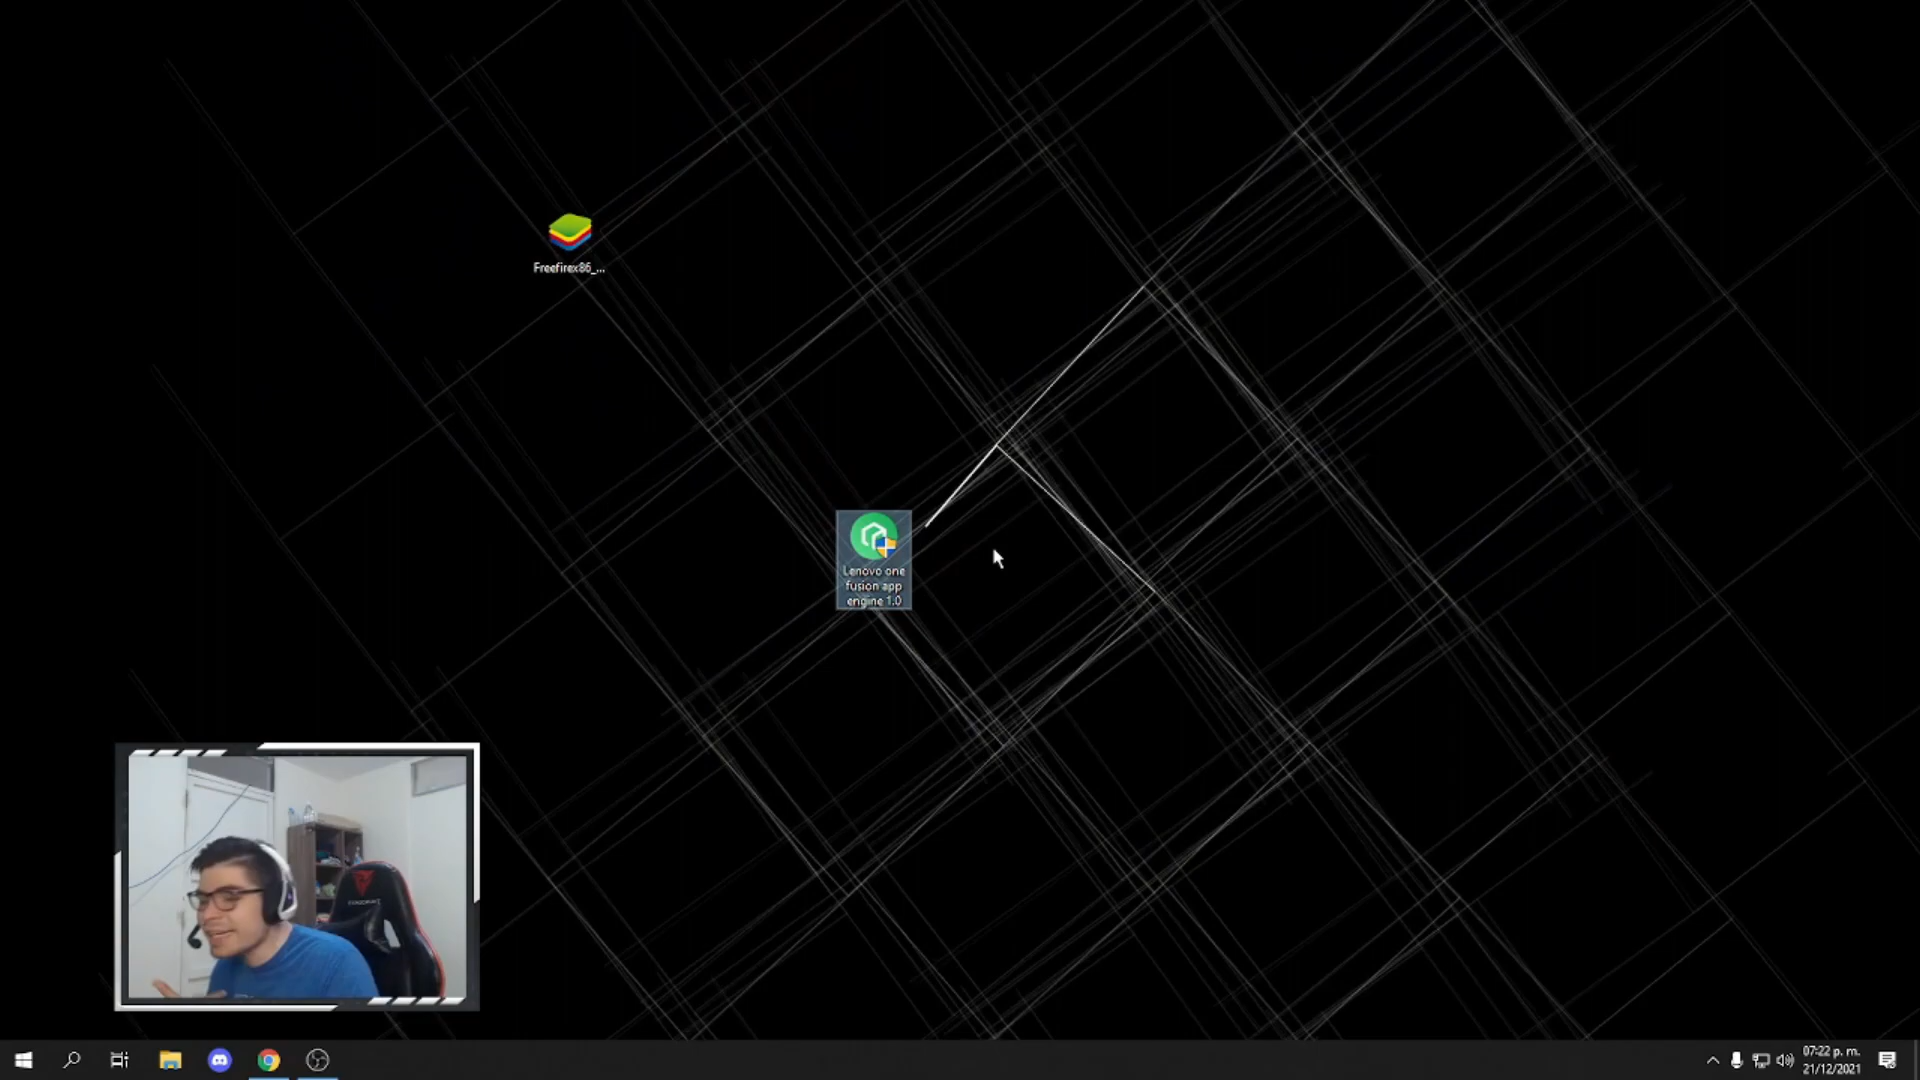 Freefirex86_...
Lenovo one
fusion app
engine 1.0
07:22 p. m.
21/12/2021